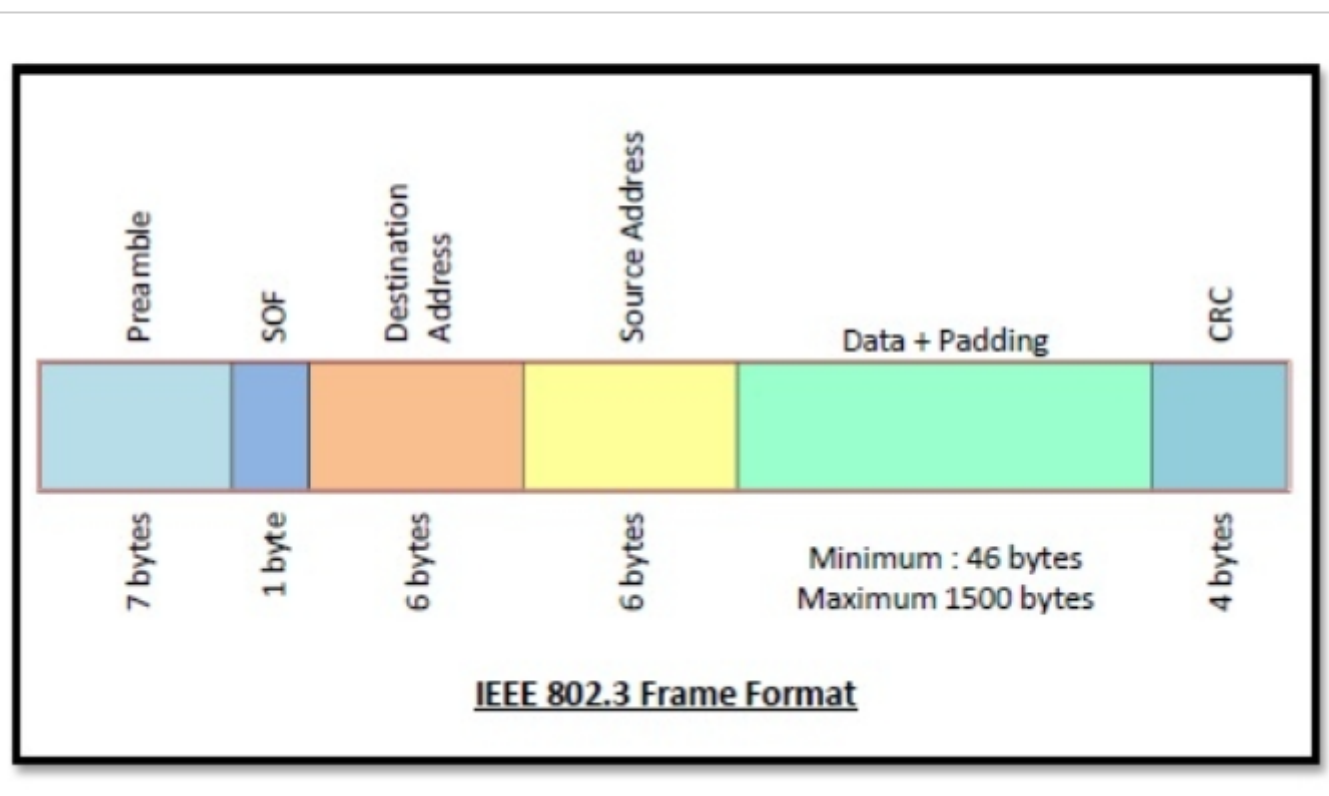 Preamble
SOF
Destination
Address
Source Address
Data + Padding
CRC
7 bytes
1 byte
6 bytes
6 bytes
Minimum : 46 bytes
Maximum 1500 bytes
4 bytes
IEEE 802.3 Frame Format